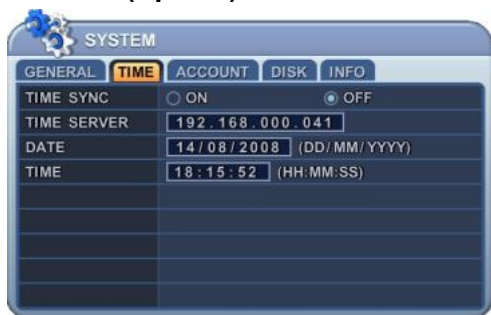 SYSTEM
GENERAL TIME ACCOUNT DISK INFO
TIME SYNC ON OFF
TIME SERVER 192.168.000.041
DATE 14/08/2008 (DD/MM/YYYY)
TIME 18:15:52 (HH:MM:SS)